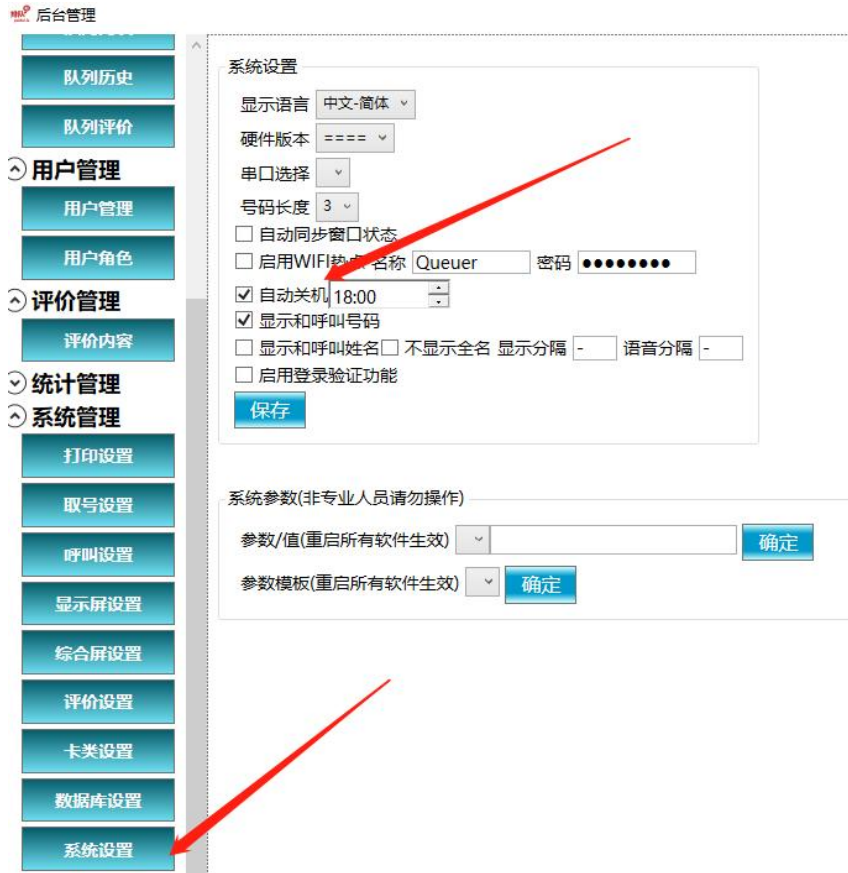 后台管理
队列历史
队列评价
用户管理
用户管理
用户角色
评价管理
评价内容
统计管理
系统管理
打印设置
取号设置
呼叫设置
显示屏设置
综合屏设置
评价设置
卡类设置
数据库设置
系统设置
系统设置
显示语言 中文-简体
硬件版本 ====
串口选择
号码长度 3
自动同步窗口状态
启用WIFI热点 名称 Queuer 密码 ●●●●●●●●
自动关机 18:00
显示和呼叫号码
显示和呼叫姓名 不显示全名 显示分隔 - 语音分隔 -
启用登录验证功能
保存
系统参数(非专业人员请勿操作)
参数/值(重启所有软件生效) 确定
参数模板(重启所有软件生效) 确定